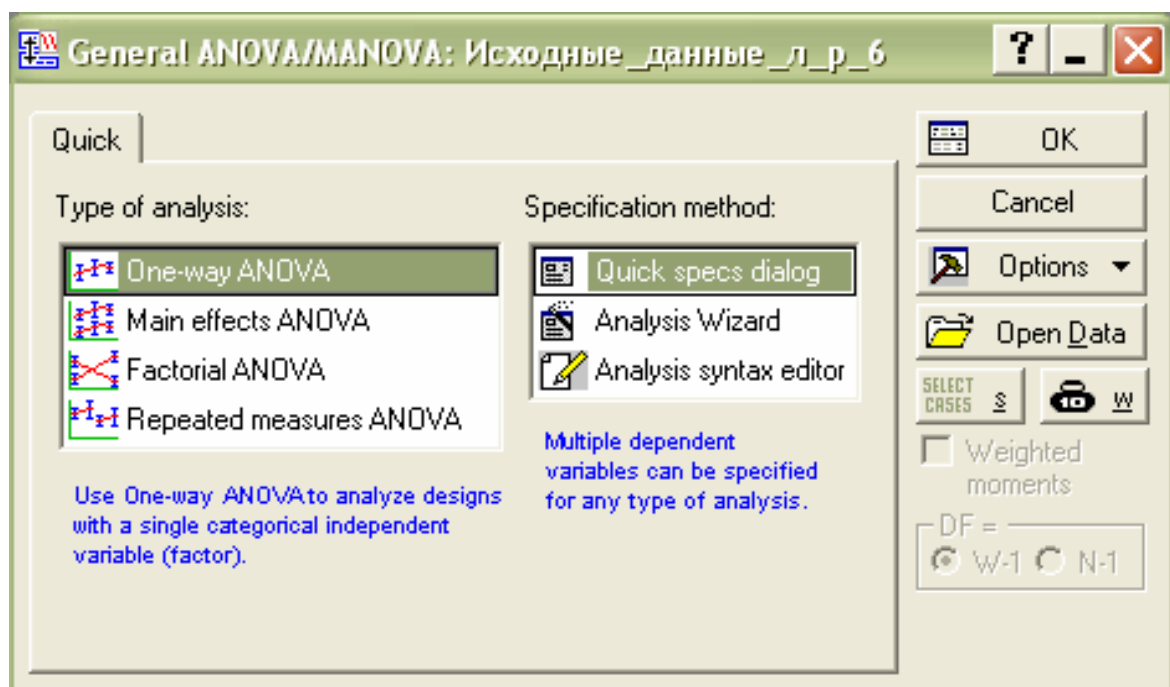 General ANOVA/MANOVA: Исходные_данные_л_р_6
Quick
Type of analysis:
One-way ANOVA
Main effects ANOVA
Factorial ANOVA
Repeated measures ANOVA
Use One-way ANOVA to analyze designs
with a single categorical independent
variable (factor).
Specification method:
Quick specs dialog
Analysis Wizard
Analysis syntax editor
Multiple dependent
variables can be specified
for any type of analysis.
OK
Cancel
Options
Open Data
SELECT
CASES S
W
Weighted
moments
DF =
W-1 N-1